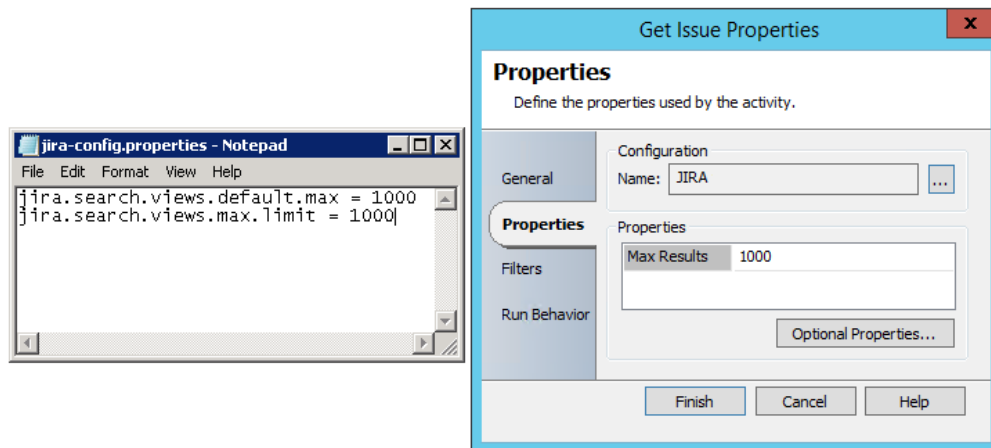 jira-config.properties - Notepad
File Edit Format View Help
jira.search.views.default.max = 1000
jira.search.views.max.limit = 1000
Get Issue Properties
x
Properties
Define the properties used by the activity.
General
Properties
Filters
Run Behavior
Configuration
Name: JIRA ...
Properties
Max Results 1000
Optional Properties...
Finish Cancel Help